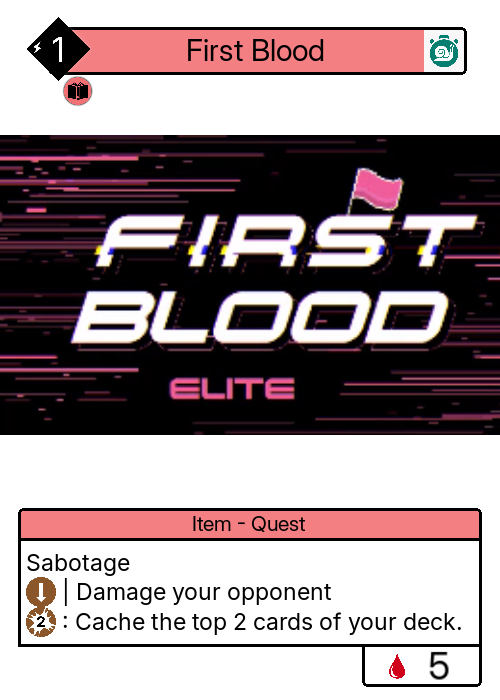 1
First Blood
FIRST
BLOOD
ELITE
Item - Quest
Sabotage
| Damage your opponent
2 : Cache the top 2 cards of your deck.
5